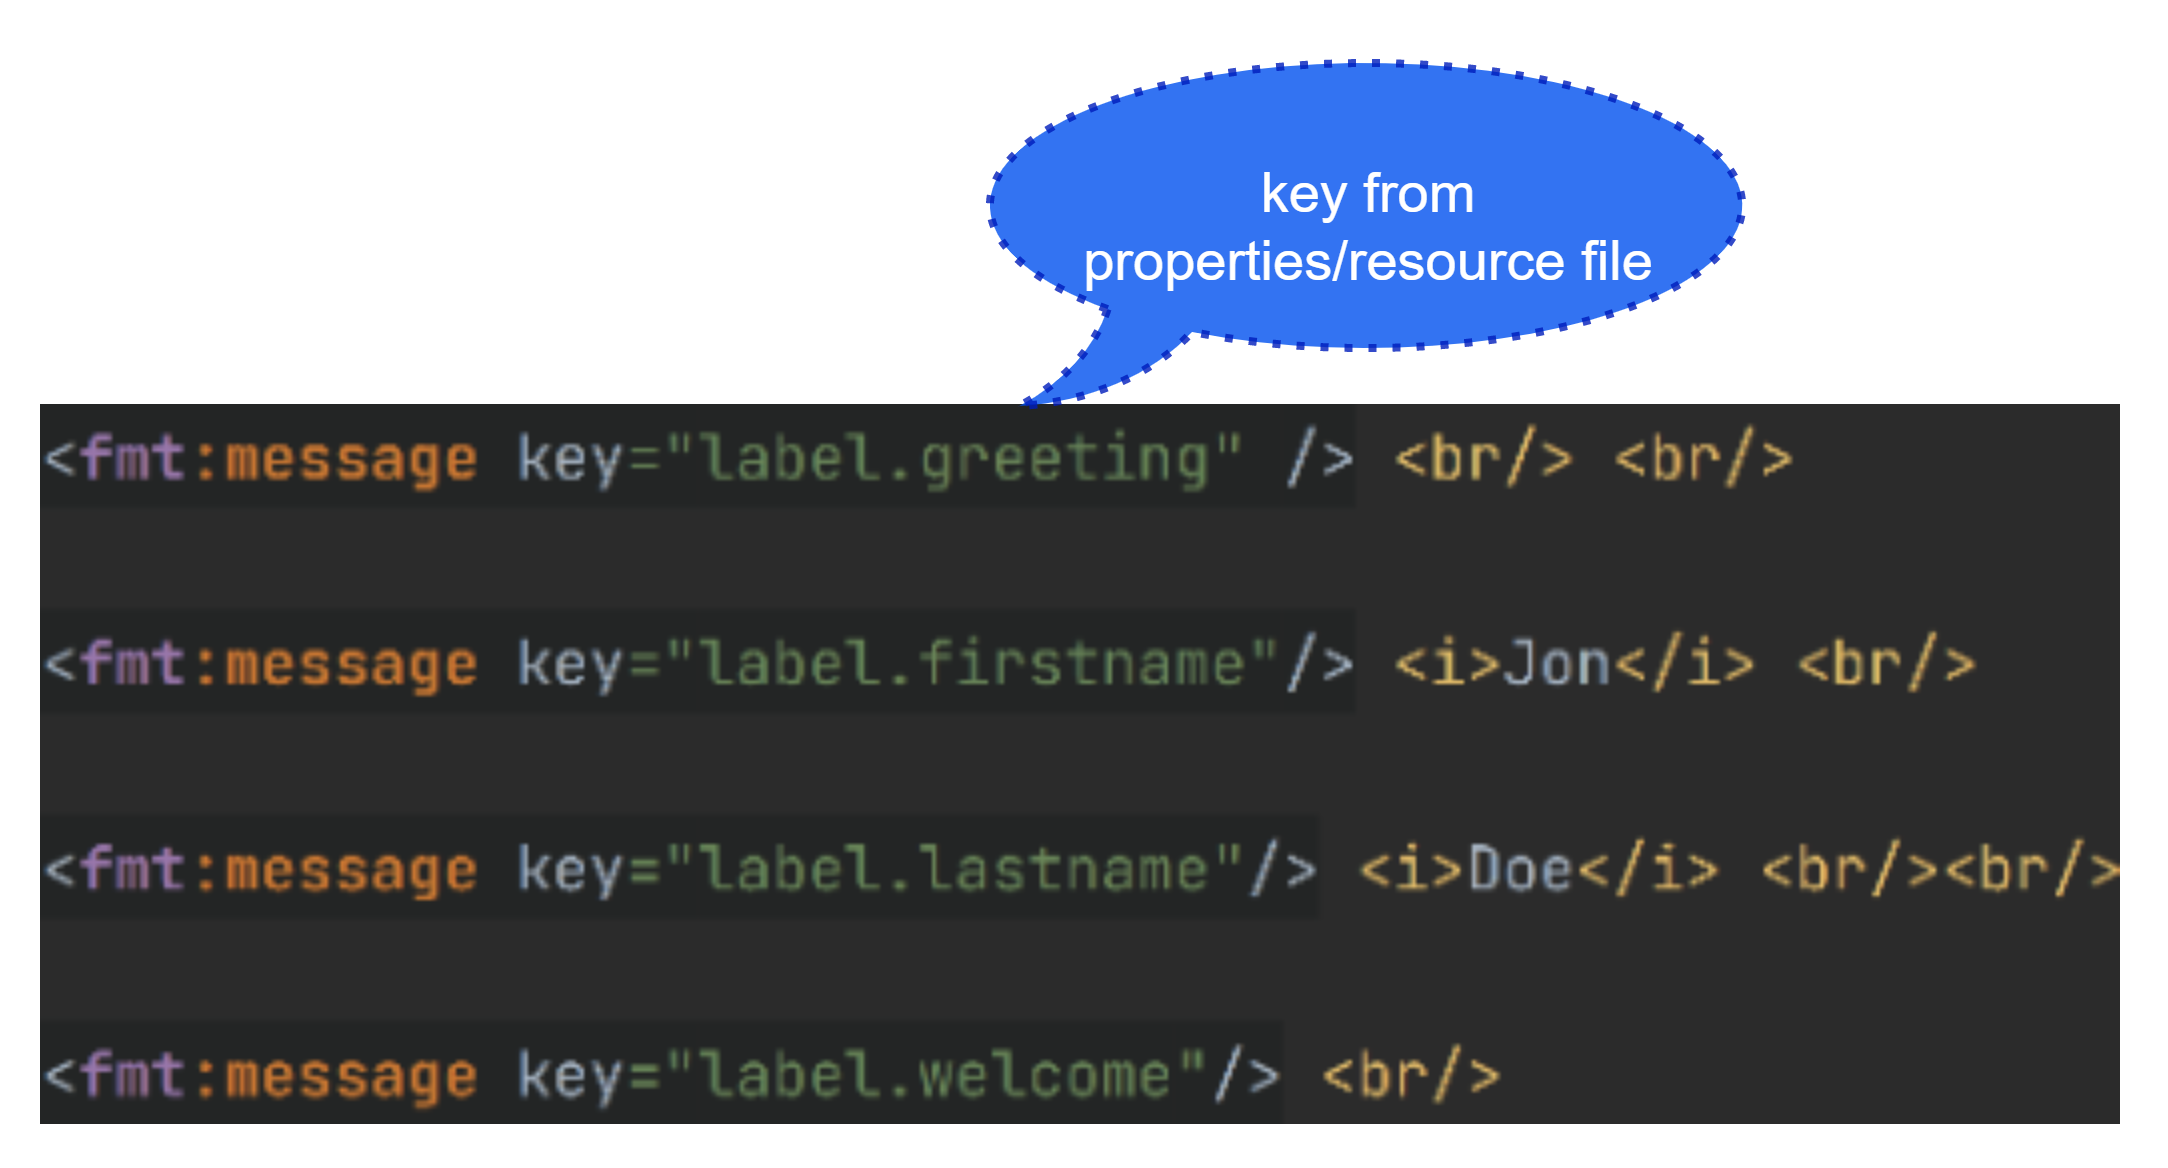 key from
properties/resource file
<fmt:message key="label.greeting" /> <br/> <br/>
<fmt:message key="label.firstname"/> <i>Jon</i> <br/>
<fmt:message key="label.lastname"/> <i>Doe</i> <br/><br/>
<fmt:message key="label.welcome"/> <br/>